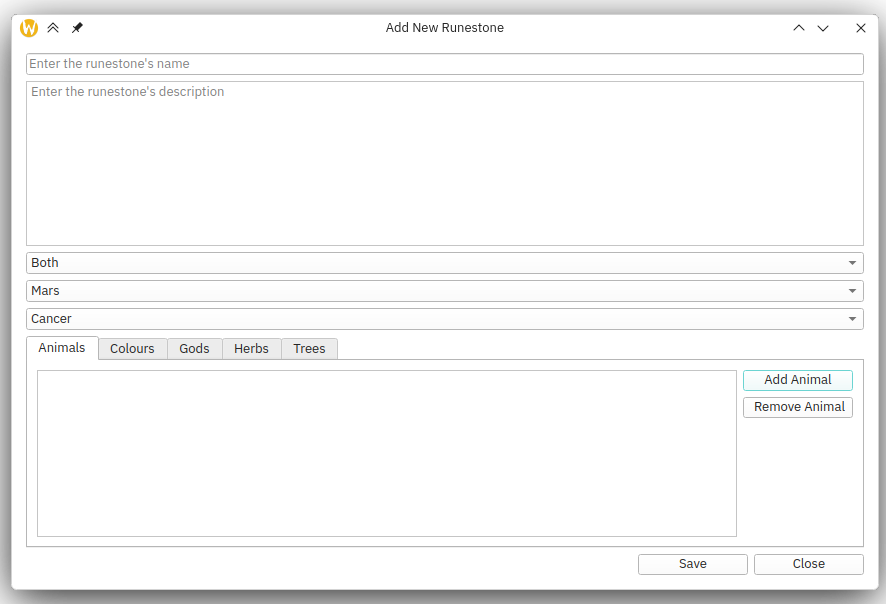 W
Add New Runestone
Enter the runestone's name
Enter the runestone's description
Both
Mars
Cancer
Animals Colours Gods Herbs Trees
Add Animal
Remove Animal
Save Close